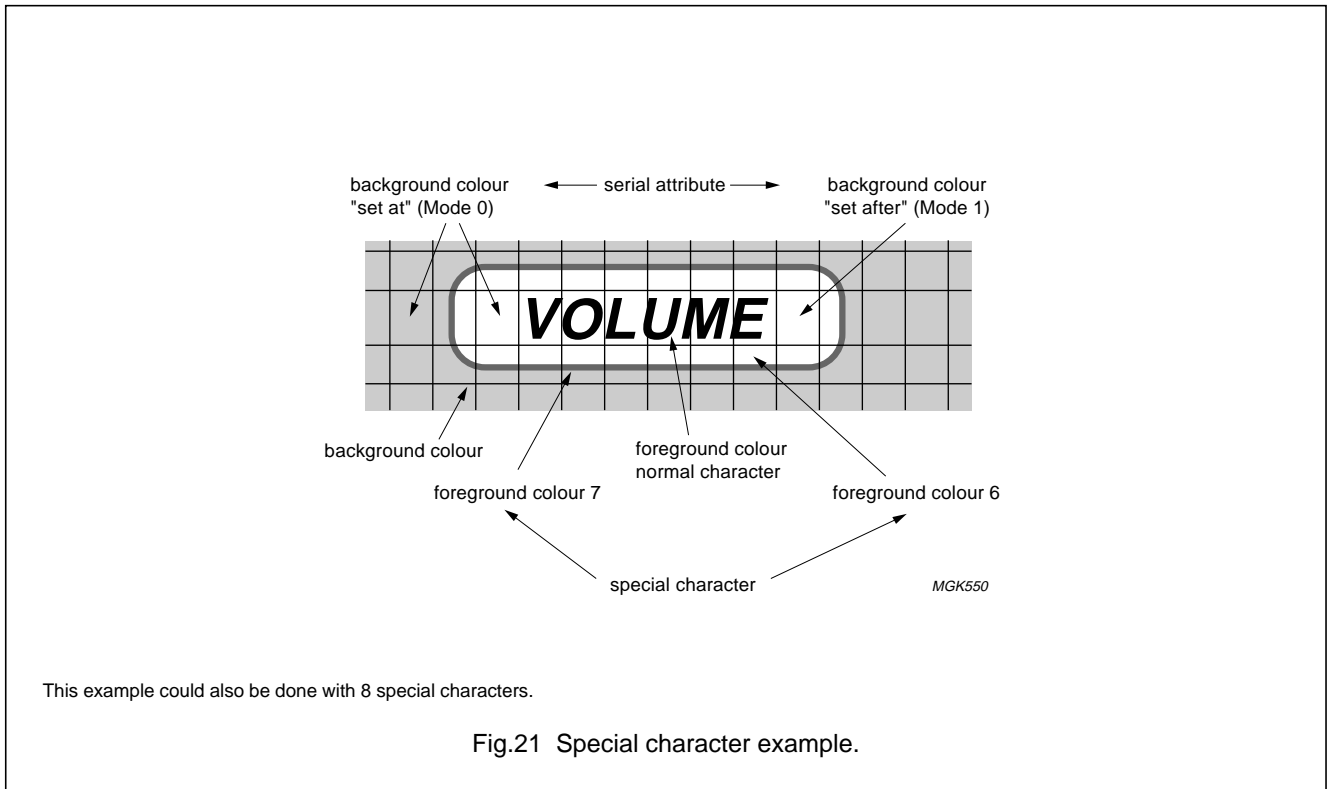 background colour
"set at" (Mode 0)
serial attribute
background colour
"set after" (Mode 1)
VOLUME
background colour
foreground colour
normal character
foreground colour 7
foreground colour 6
special character
MGK550
This example could also be done with 8 special characters.
Fig.21 Special character example.